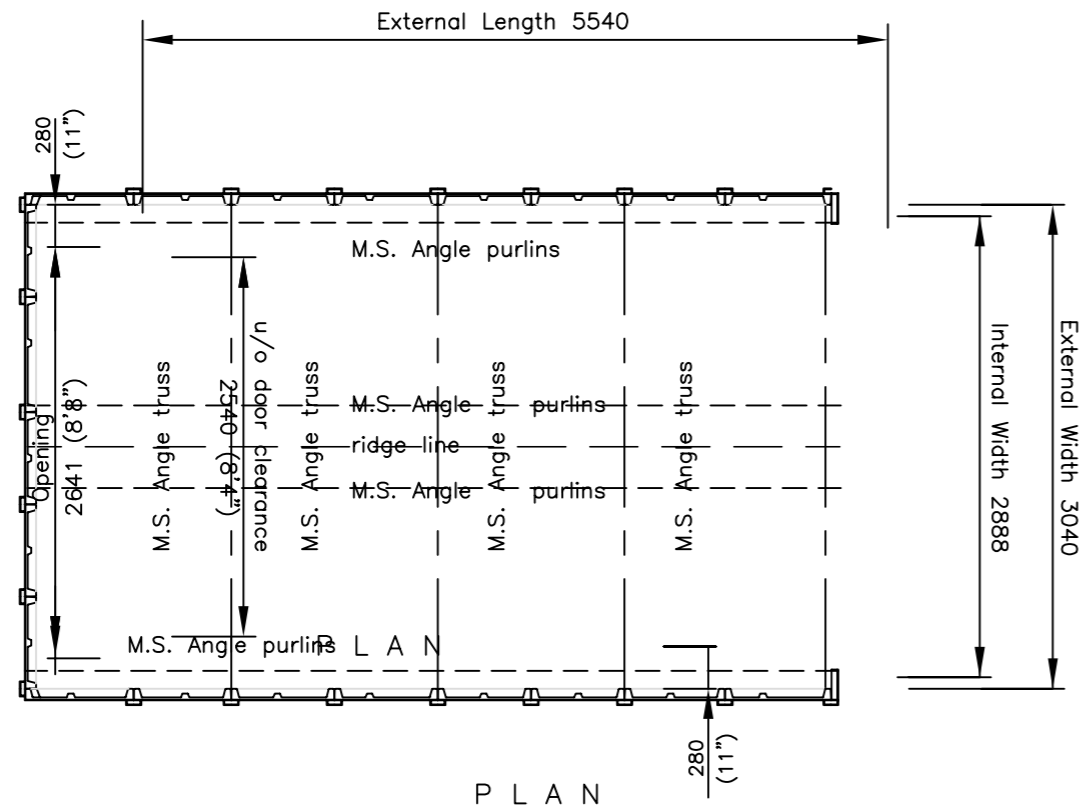 External Length 5540
280
(11")
M.S. Angle purlins
Opening
2641 (8'8")
M.S. Angle truss
u/o door clearance
2540 (8'4")
M.S. Angle truss
M.S. Angle purlins
ridge line
M.S. Angle purlins
M.S. Angle truss
M.S. Angle truss
Internal Width 2888
External Width 3040
M.S. Angle purlins
PLAN
280
(11")
PLAN